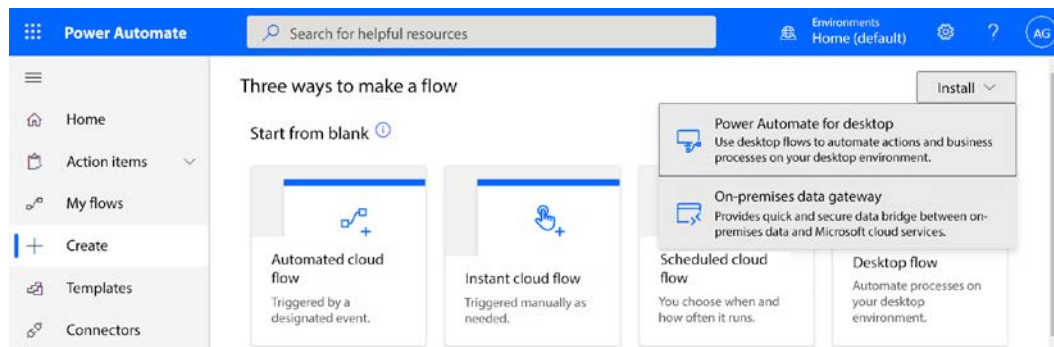 Power Automate
Search for helpful resources
Environments
Home (default)
?
AG
Home
Action items
My flows
Create
Templates
Connectors
Three ways to make a flow
Install
Start from blank
Power Automate for desktop
Use desktop flows to automate actions and business
processes on your desktop environment.
On-premises data gateway
Provides quick and secure data bridge between on-
premises data and Microsoft cloud services.
Automated cloud
flow
Triggered by a
designated event.
Instant cloud flow
Triggered manually as
needed.
Scheduled cloud
flow
You choose when and
how often it runs.
Desktop flow
Automate processes on
your desktop
environment.